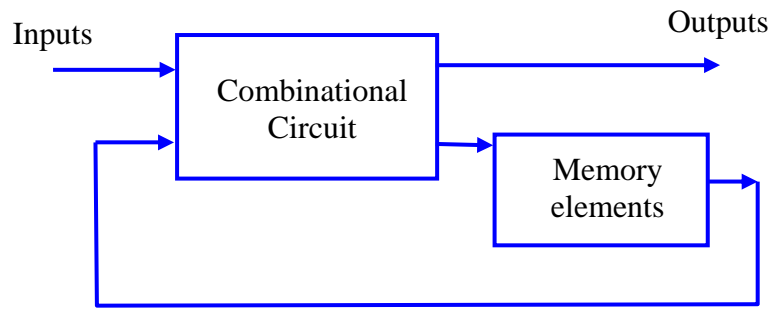 Inputs
Outputs
Combinational
Circuit
Memory
elements